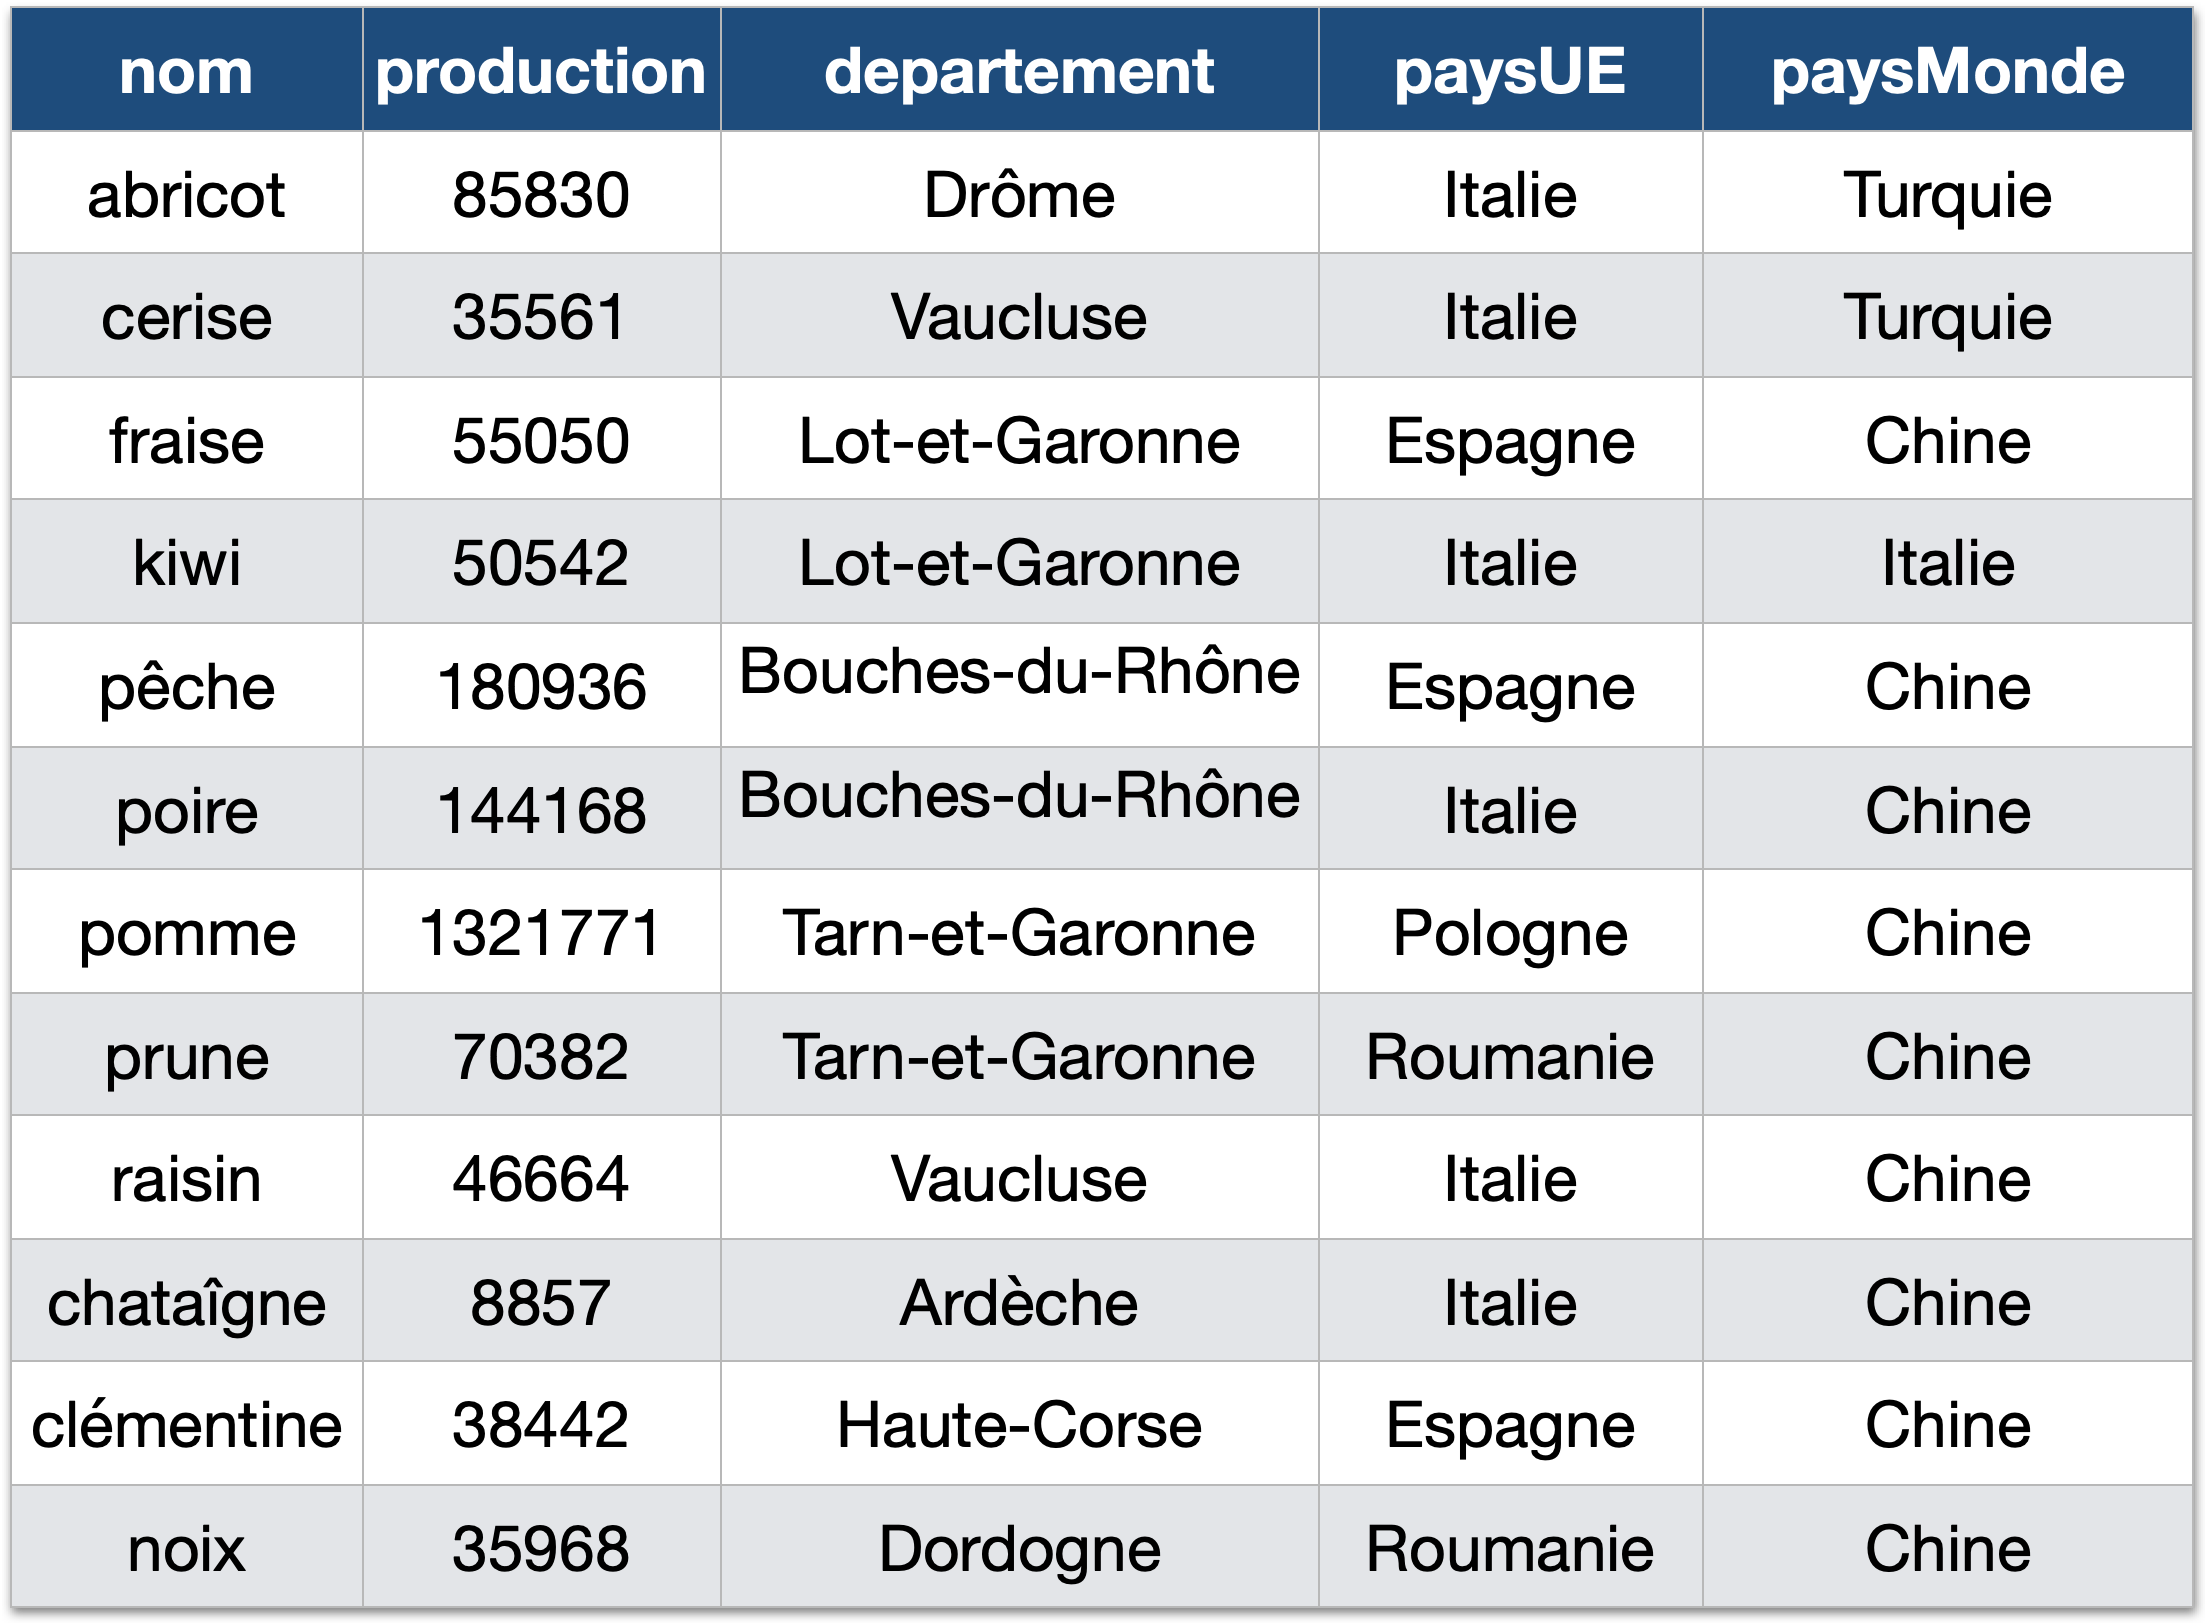 nom production departement paysUE paysMonde
abricot 85830 Drôme Italie Turquie
cerise 35561 Vaucluse Italie Turquie
fraise 55050 Lot-et-Garonne Espagne Chine
kiwi 50542 Lot-et-Garonne Italie Italie
pêche 180936 Bouches-du-Rhône Espagne Chine
poire 144168 Bouches-du-Rhône Italie Chine
pomme 1321771 Tarn-et-Garonne Pologne Chine
prune 70382 Tarn-et-Garonne Roumanie Chine
raisin 46664 Vaucluse Italie Chine
chataîgne 8857 Ardèche Italie Chine
clémentine 38442 Haute-Corse Espagne Chine
noix 35968 Dordogne Roumanie Chine